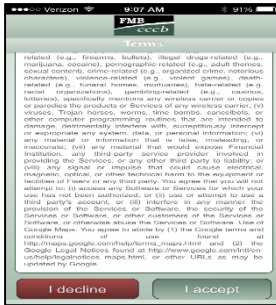 Verizon 9:07 AM 91%
FMB
cccb
Terms
related (e.g., firearms, bullets), illegal drugs-related (e.g.,
marijuana, cocaine), pornographic-related (e.g., adult themes,
sexual content), crime-related (e.g., organized crime, notorious
characters), violence-related (e.g., violent games), death-
related (e.g., funeral homes, mortuaries), hate-related (e.g.
racist organizations), gambling-related (e.g., casinos,
lotteries), specifically mentions any wireless carrier or copies
or parodies the products or Services of any wireless carrier; (v)
viruses, Trojan horses, worms, time bombs, cancelbots, or
other computer programming routines that are intended to
damage, detrimentally interfere with, surreptitiously intercept
or expropriate any system, data, or personal information; (vi)
any material or information that is false, misleading, or
inaccurate; (vii) any material that would expose Financial
Institution, any third-party service provider involved in
providing the Services, or any other third party to liability; or
(viii) any signal or impulse that could cause electrical,
magnetic, optical, or other technical harm to the equipment or
facilities of Fiserv or any third party. You agree that you will not
attempt to: (i) access any Software or Services for which your
use has not been authorized; or (ii) use or attempt to use a
third party's account; or (iii) interfere in any manner the
provision of the Services or Software, the security of the
Services or Software, or other customers of the Services or
Software, or otherwise abuse the Services or Software. Use of
Google Maps. You agree to abide by (1) the Google terms and
conditions of use found at
http://maps.google.com/help/terms_maps.html and (2) the
Google Legal Notices found at http://www.google.com/intl/en-
us/help/legalnotices_maps.html, or other URLs as may be
updated by Google.
I decline
I accept